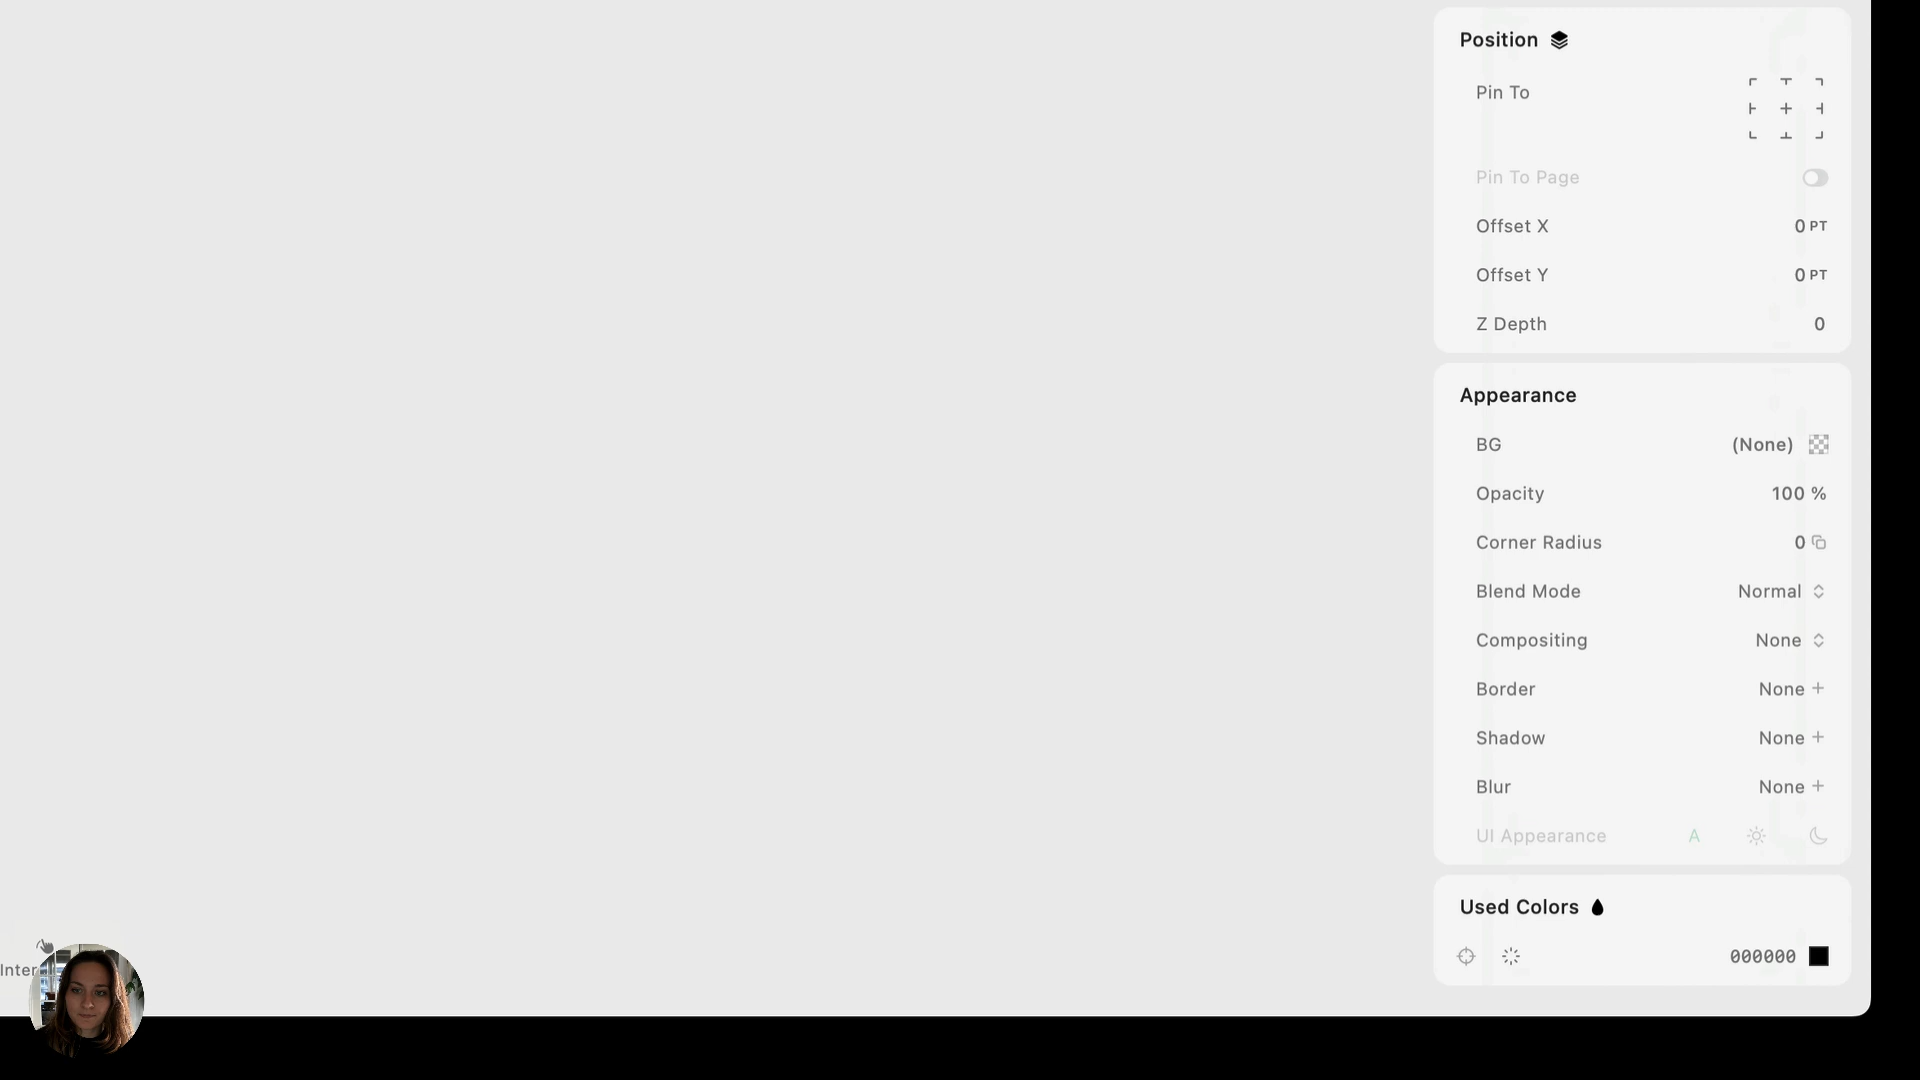 Position
Pin To
Pin To Page
Offset X 0 PT
Offset Y 0 PT
Z Depth 0
Appearance
BG (None)
Opacity 100 %
Corner Radius 0
Blend Mode Normal
Compositing None
Border None +
Shadow None +
Blur None +
UI Appearance A
Used Colors
000000
Inter